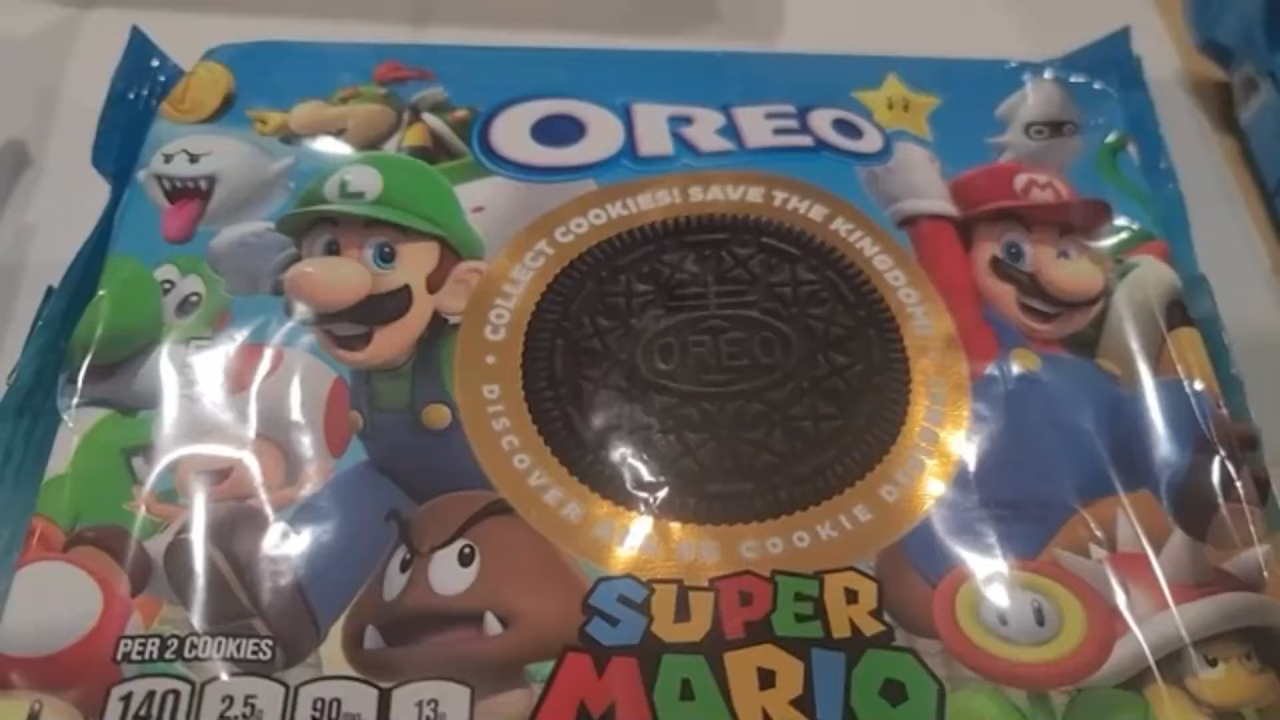 OREO
L
M
• COLLECT COOKIES! SAVE THE KINGDOM!
OREO
DISCOVER
COOKIE
SUPER
MARIO
PER 2 COOKIES
140 2.5g 90mg 13g